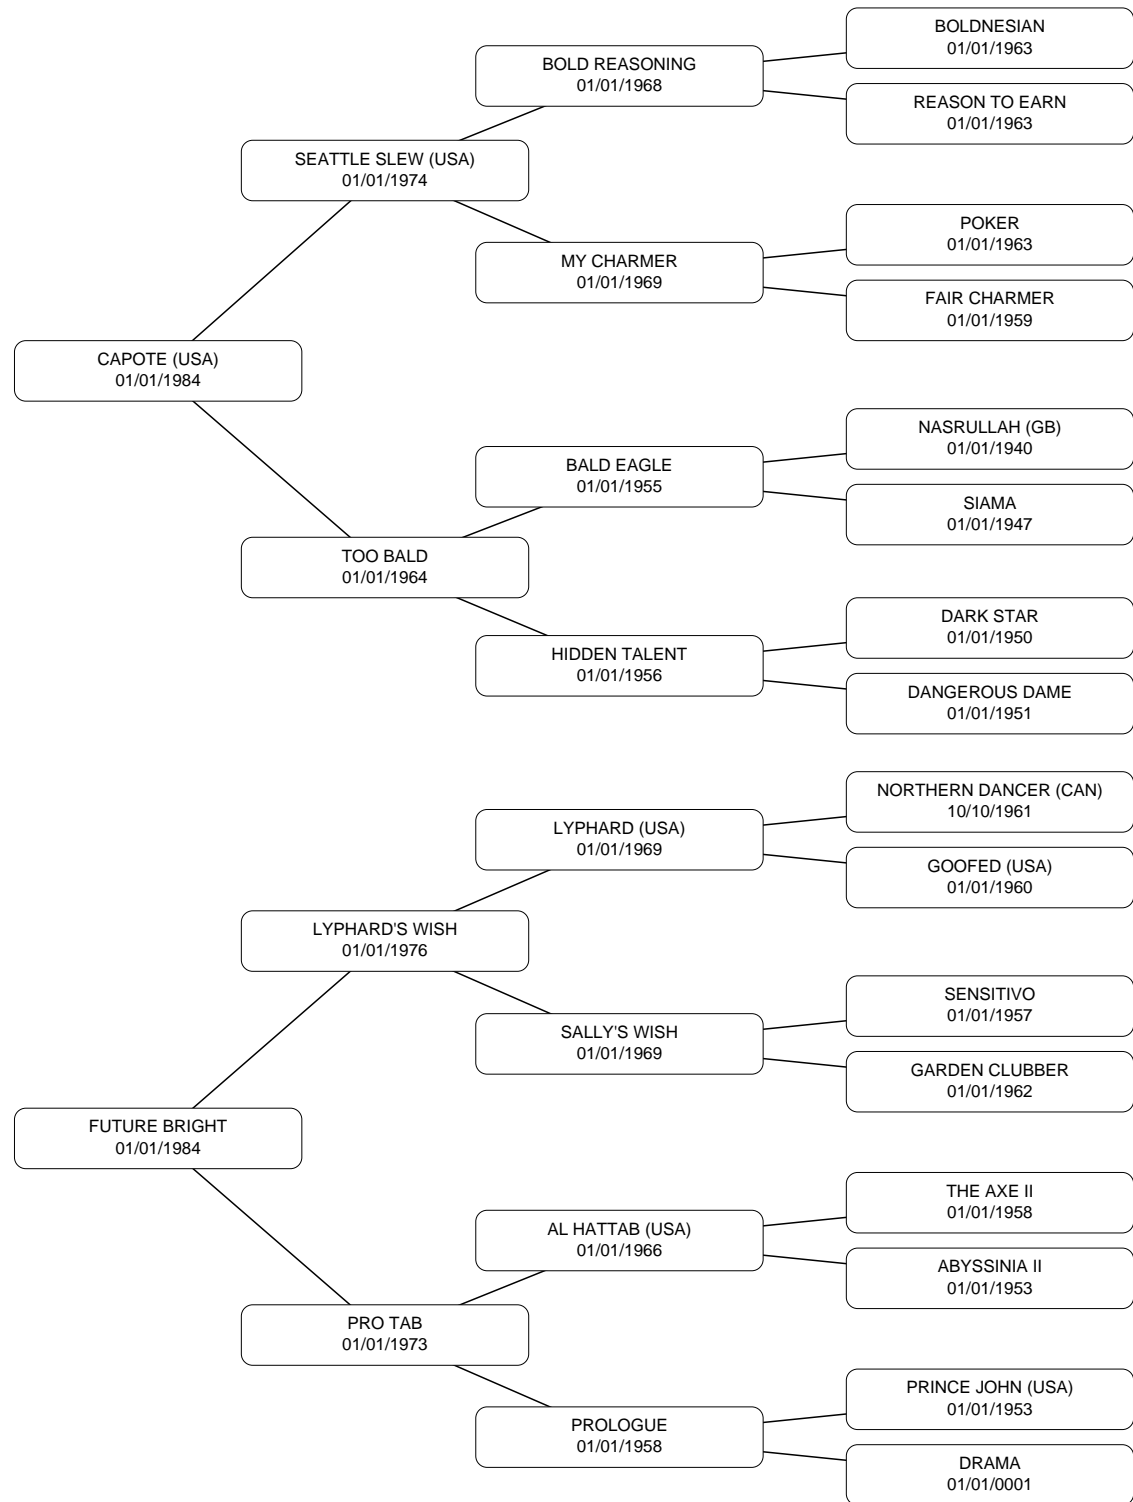 BOLDNESIAN
01/01/1963
BOLD REASONING
01/01/1968
REASON TO EARN
01/01/1963
SEATTLE SLEW (USA)
01/01/1974
POKER
01/01/1963
MY CHARMER
01/01/1969
FAIR CHARMER
01/01/1959
CAPOTE (USA)
01/01/1984
NASRULLAH (GB)
01/01/1940
BALD EAGLE
01/01/1955
SIAMA
01/01/1947
TOO BALD
01/01/1964
DARK STAR
01/01/1950
HIDDEN TALENT
01/01/1956
DANGEROUS DAME
01/01/1951
NORTHERN DANCER (CAN)
10/10/1961
LYPHARD (USA)
01/01/1969
GOOFED (USA)
01/01/1960
LYPHARD'S WISH
01/01/1976
SENSITIVO
01/01/1957
SALLY'S WISH
01/01/1969
GARDEN CLUBBER
01/01/1962
FUTURE BRIGHT
01/01/1984
THE AXE II
01/01/1958
AL HATTAB (USA)
01/01/1966
ABYSSINIA II
01/01/1953
PRO TAB
01/01/1973
PRINCE JOHN (USA)
01/01/1953
PROLOGUE
01/01/1958
DRAMA
01/01/0001